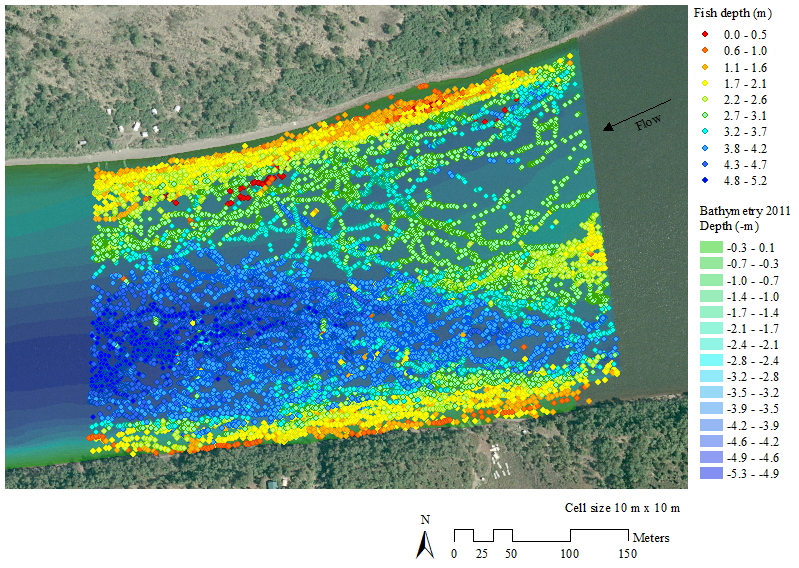 Fish depth (m)
0.0 - 0.5
0.6 - 1.0
1.1 - 1.6
1.7 - 2.1
2.2 - 2.6
2.7 - 3.1
3.2 - 3.7
3.8 - 4.2
4.3 - 4.7
4.8 - 5.2
Flow
Bathymetry 2011
Depth (-m)
-0.3 - 0.1
-0.7 - -0.3
-1.0 - -0.7
-1.4 - -1.0
-1.7 - -1.4
-2.1 - -1.7
-2.4 - -2.1
-2.8 - -2.4
-3.2 - -2.8
-3.5 - -3.2
-3.9 - -3.5
-4.2 - -3.9
-4.6 - -4.2
-4.9 - -4.6
-5.3 - -4.9
Cell size 10 m x 10 m
N
Meters
0 25 50 100 150